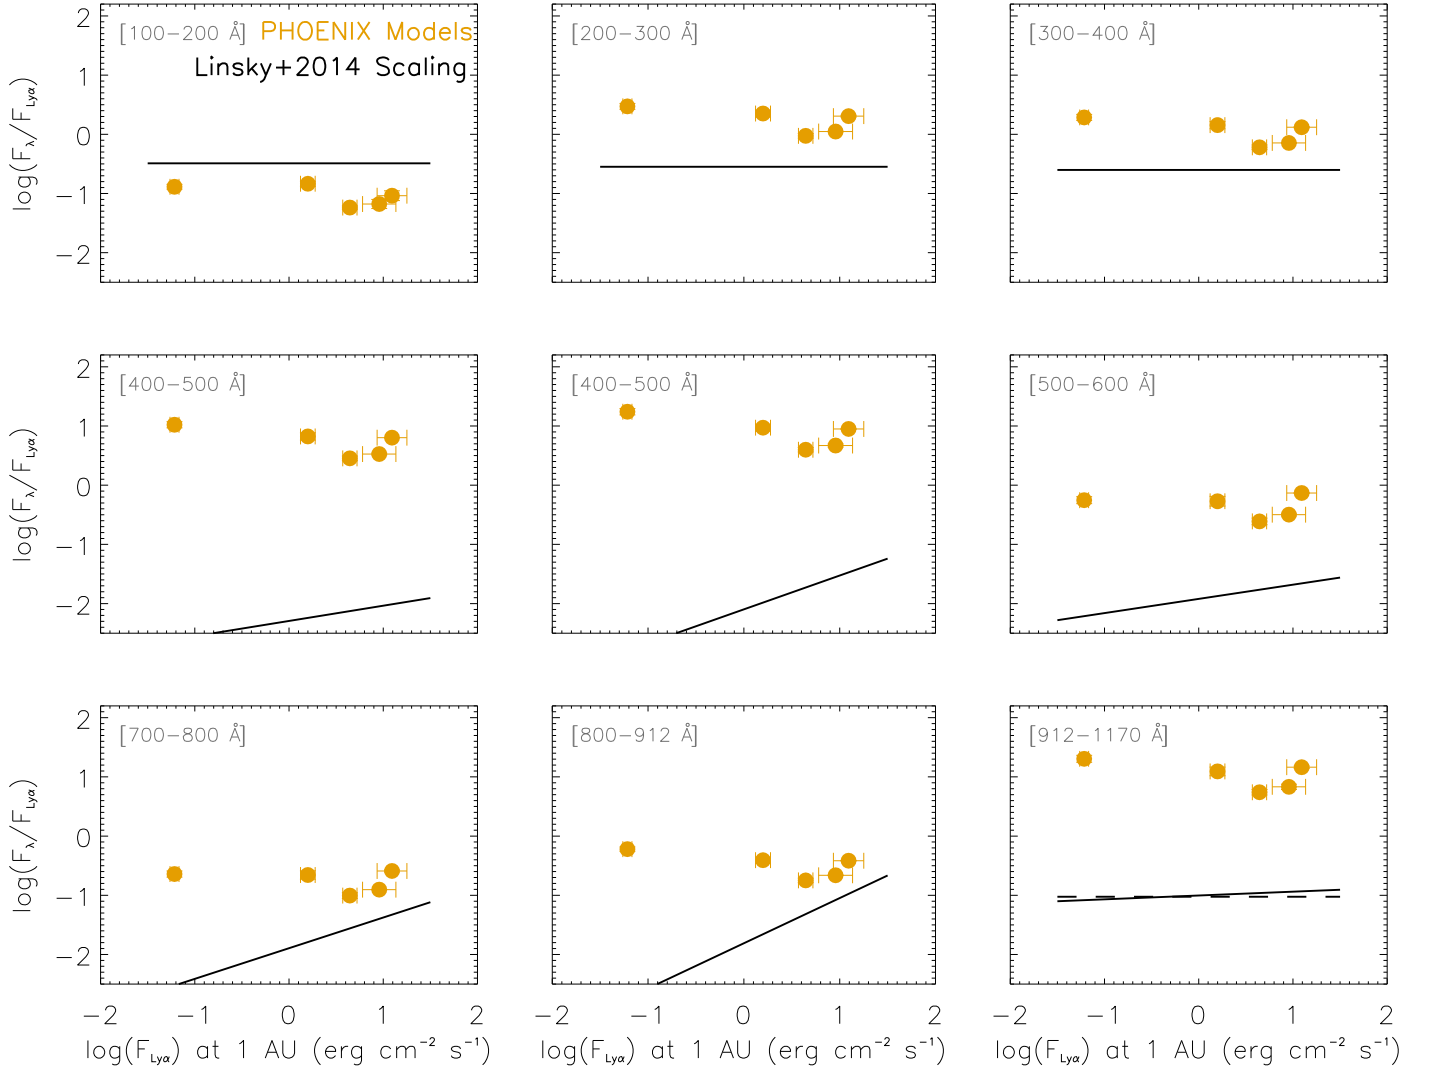 [100−200 Å] PHOENIX Models
Linsky+2014 Scaling
[200−300 Å]
[300−400 Å]
2
1
0
−1
−2
log(Fλ/FLyα)
[400−500 Å]
[400−500 Å]
[500−600 Å]
2
1
0
−1
−2
log(Fλ/FLyα)
[700−800 Å]
[800−912 Å]
[912−1170 Å]
2
1
0
−1
−2
log(Fλ/FLyα)
−2 −1 0 1 2
−2 −1 0 1 2
−2 −1 0 1 2
log(FLyα) at 1 AU (erg cm⁻² s⁻¹)
log(FLyα) at 1 AU (erg cm⁻² s⁻¹)
log(FLyα) at 1 AU (erg cm⁻² s⁻¹)